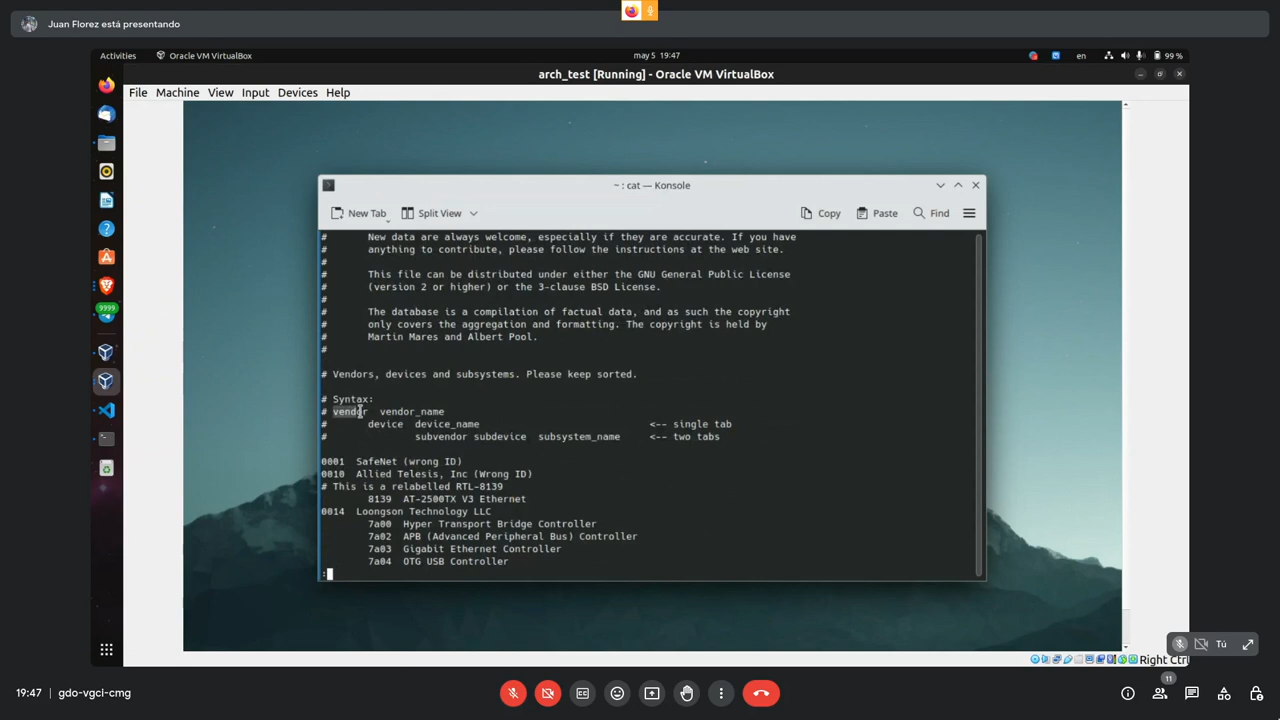 Juan Florez está presentando
Activities
Oracle VM VirtualBox
may 5 19:47
en
99 %
arch_test [Running] - Oracle VM VirtualBox
File Machine View Input Devices Help
~ : cat — Konsole
New Tab
Split View
Copy
Paste
Find
# New data are always welcome, especially if they are accurate. If you have
# anything to contribute, please follow the instructions at the web site.
#
# This file can be distributed under either the GNU General Public License
# (version 2 or higher) or the 3-clause BSD License.
#
# The database is a compilation of factual data, and as such the copyright
# only covers the aggregation and formatting. The copyright is held by
# Martin Mares and Albert Pool.
#
# Vendors, devices and subsystems. Please keep sorted.
# Syntax:
# vendor vendor_name
# device device_name <-- single tab
# subvendor subdevice subsystem_name <-- two tabs
0001 SafeNet (wrong ID)
0010 Allied Telesis, Inc (Wrong ID)
# This is a relabelled RTL-8139
8139 AT-2500TX V3 Ethernet
0014 Loongson Technology LLC
7a00 Hyper Transport Bridge Controller
7a02 APB (Advanced Peripheral Bus) Controller
7a03 Gigabit Ethernet Controller
7a04 OTG USB Controller
:
9999
Tú
Right Ctrl
19:47
gdo-vgci-cmg
11